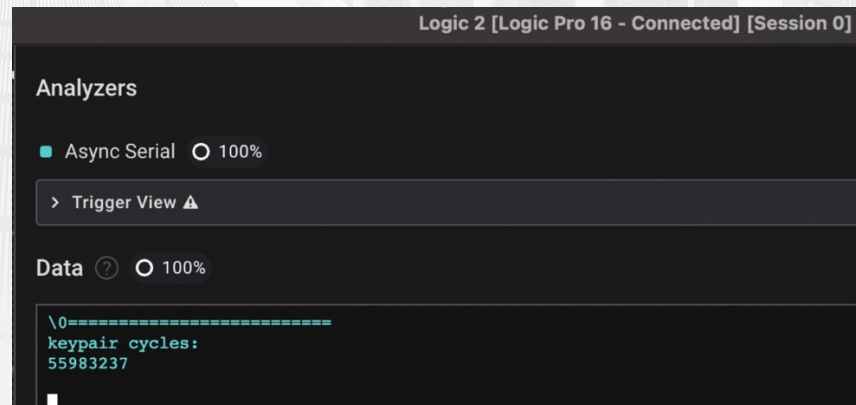 Logic 2 [Logic Pro 16 - Connected] [Session 0]
Analyzers
Async Serial 100%
> Trigger View
Data ? 100%
\0==========================
keypair cycles:
55983237